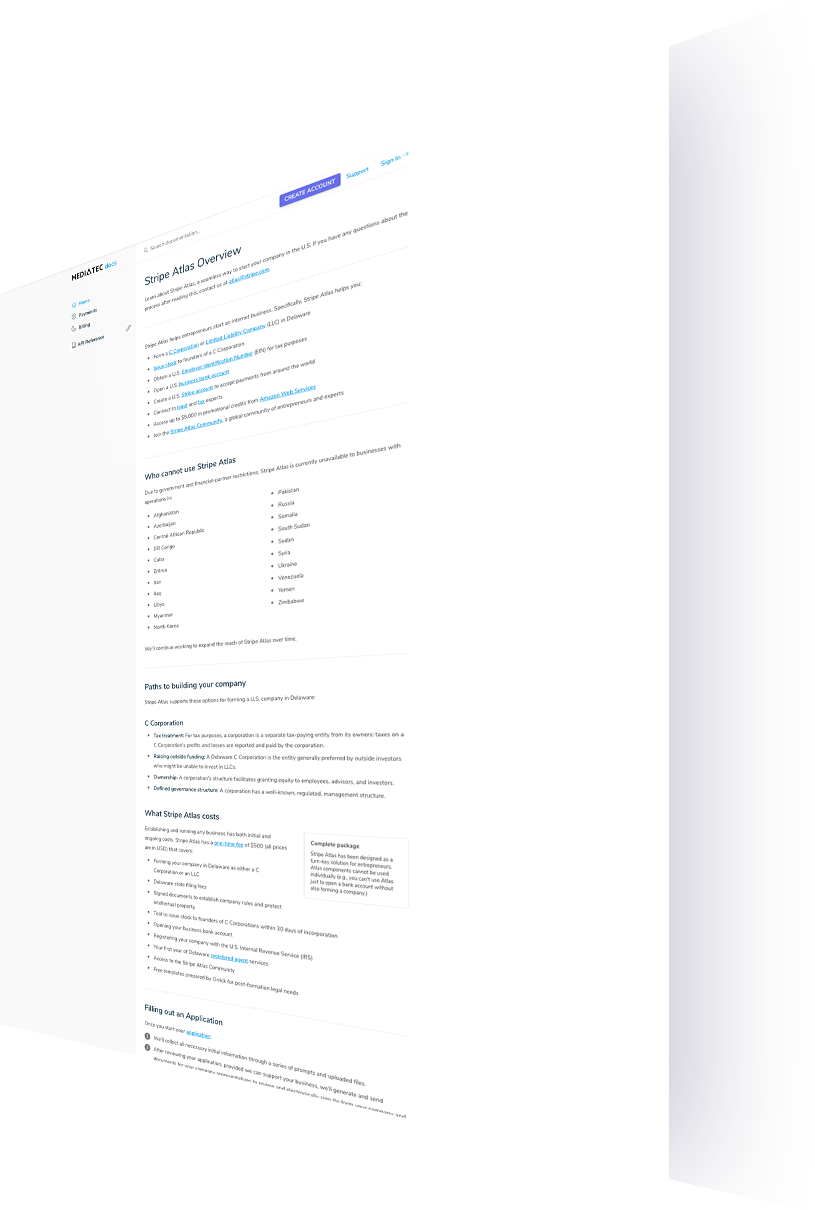 CREATE ACCOUNT Support Sign in →
Search documentation...
MEDIATEC docs
Home
Payments
Billing
API Reference
Stripe Atlas Overview
Learn about Stripe Atlas, a seamless way to start your company in the U.S. If you have any questions about the
process after reading this, contact us at atlas@stripe.com.
Stripe Atlas helps entrepreneurs start an internet business. Specifically, Stripe Atlas helps you:
Form a C Corporation or Limited Liability Company (LLC) in Delaware
Issue stock to founders of a C Corporation
Obtain a U.S. Employer Identification Number (EIN) for tax purposes
Open a U.S. business bank account
Create a U.S. Stripe account to accept payments from around the world
Connect to legal and tax experts
Access up to $5,000 in promotional credits from Amazon Web Services
Join the Stripe Atlas Community, a global community of entrepreneurs and experts
Who cannot use Stripe Atlas
Due to government and financial-partner restrictions, Stripe Atlas is currently unavailable to businesses with
operations in:
Afghanistan
Azerbaijan
Central African Republic
DR Congo
Cuba
Eritrea
Iran
Iraq
Libya
Myanmar
North Korea
Pakistan
Russia
Somalia
South Sudan
Sudan
Syria
Ukraine
Venezuela
Yemen
Zimbabwe
We'll continue working to expand the reach of Stripe Atlas over time.
Paths to building your company
Stripe Atlas supports these options for forming a U.S. company in Delaware:
C Corporation
Tax treatment: For tax purposes, a corporation is a separate tax-paying entity from its owners: taxes on a
C Corporation's profits and losses are reported and paid by the corporation.
Raising outside funding: A Delaware C Corporation is the entity generally preferred by outside investors
who might be unable to invest in LLCs.
Ownership: A corporation's structure facilitates granting equity to employees, advisors, and investors.
Defined governance structure: A corporation has a well-known, regulated, management structure.
What Stripe Atlas costs
Establishing and running any business has both initial and
ongoing costs. Stripe Atlas has a one-time fee of $500 (all prices
are in USD) that covers:
Forming your company in Delaware as either a C
Corporation or an LLC
Delaware state filing fees
Signed documents to establish company rules and protect
intellectual property
Tool to issue stock to founders of C Corporations within 30 days of incorporation
Opening your business bank account
Registering your company with the U.S. Internal Revenue Service (IRS)
Your first year of Delaware registered agent services
Access to the Stripe Atlas Community
Free templates prepared by Orrick for post-formation legal needs
Complete package
Stripe Atlas has been designed as a
turn-key solution for entrepreneurs.
Atlas components cannot be used
individually (e.g., you can't use Atlas
just to open a bank account without
also forming a company.)
Filling out an Application
Once you start your application:
1 We'll collect all necessary initial information through a series of prompts and uploaded files.
2 After reviewing your application, provided we can support your business, we'll generate and send
documents for your company representatives to review and electronically sign (to form your company and